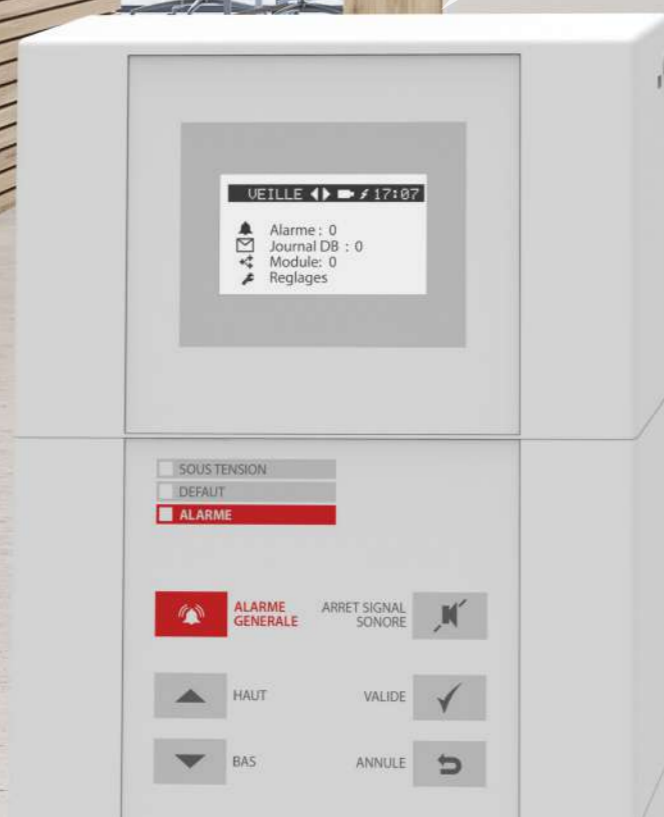 VEILLE 17:07
Alarme : 0
Journal DB : 0
Module: 0
Reglages
SOUS TENSION
DEFAUT
ALARME
ALARME
GENERALE
ARRET SIGNAL
SONORE
HAUT
VALIDE
BAS
ANNULE